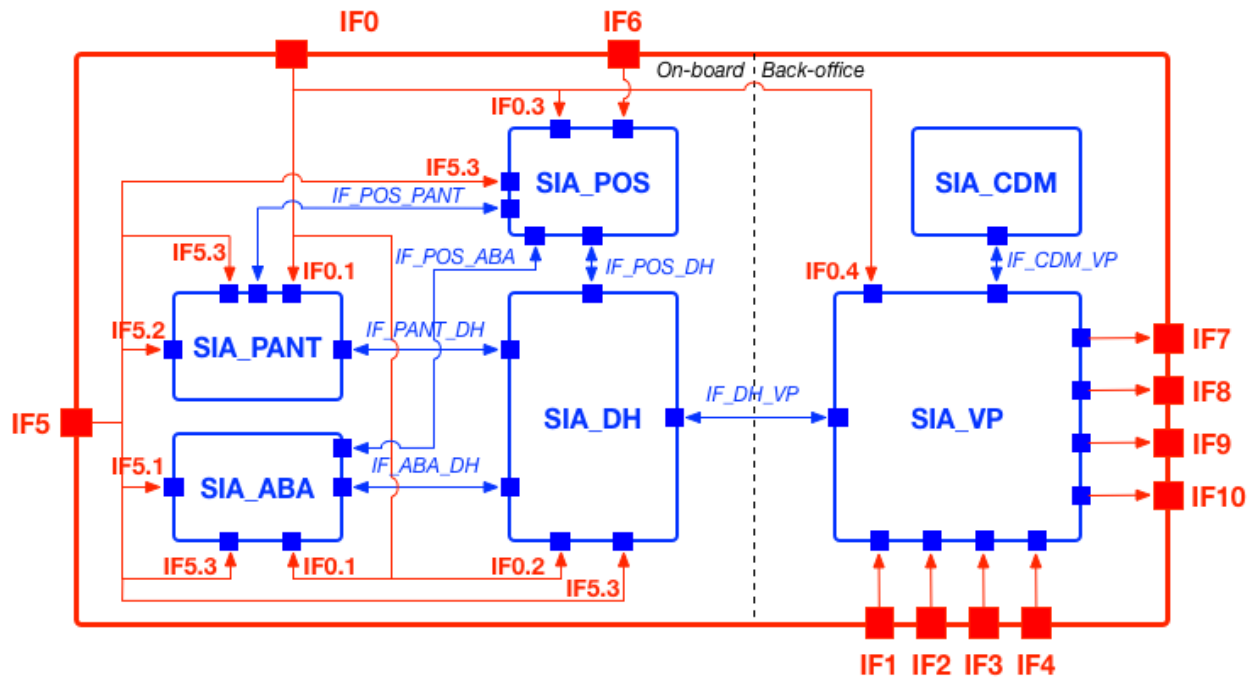 IF0
IF6
On-board
Back-office
IF0.3
IF5.3
SIA_POS
SIA_CDM
IF_POS_PANT
IF5.3
IF0.1
IF_POS_ABA
IF_POS_DH
IF0.4
IF_CDM_VP
IF5.2
SIA_PANT
IF_PANT_DH
IF7
IF8
IF5
SIA_DH
IF_DH_VP
SIA_VP
IF9
IF5.1
SIA_ABA
IF_ABA_DH
IF10
IF5.3
IF0.1
IF0.2
IF5.3
IF1
IF2
IF3
IF4